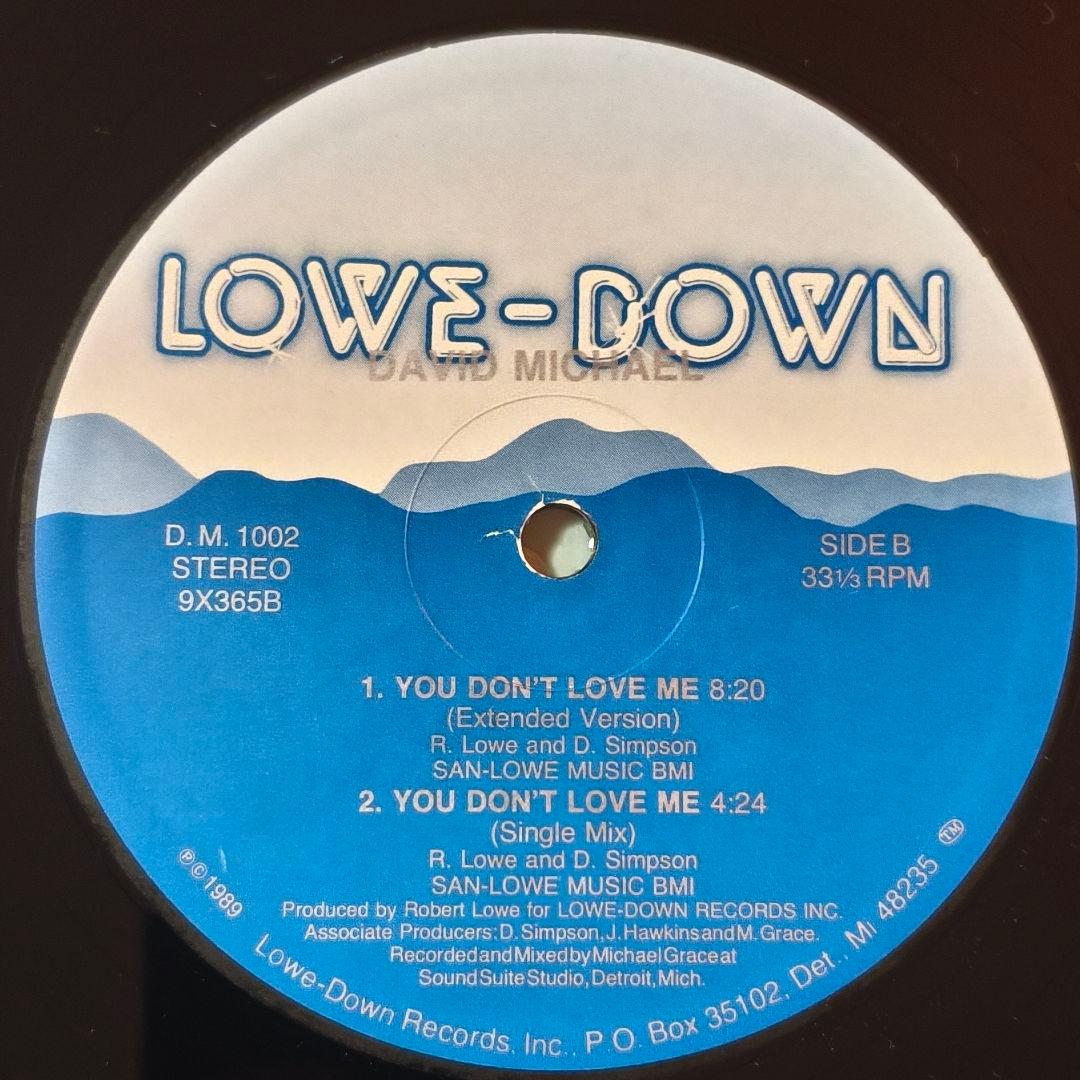 LOWE-DOWN
DAVID MICHAEL
D. M. 1002
STEREO
9X365B
SIDE B
33⅓ RPM
1. YOU DON'T LOVE ME 8:20
(Extended Version)
R. Lowe and D. Simpson
SAN-LOWE MUSIC BMI
2. YOU DON'T LOVE ME 4:24
(Single Mix)
R. Lowe and D. Simpson
SAN-LOWE MUSIC BMI
Produced by Robert Lowe for LOWE-DOWN RECORDS INC.
Associate Producers: D. Simpson, J. Hawkins and M. Grace.
Recorded and Mixed by Michael Grace at
Sound Suite Studio, Detroit, Mich.
℗©1989
Lowe-Down Records, Inc., P.O. Box 35102, Det., MI 48235 TM